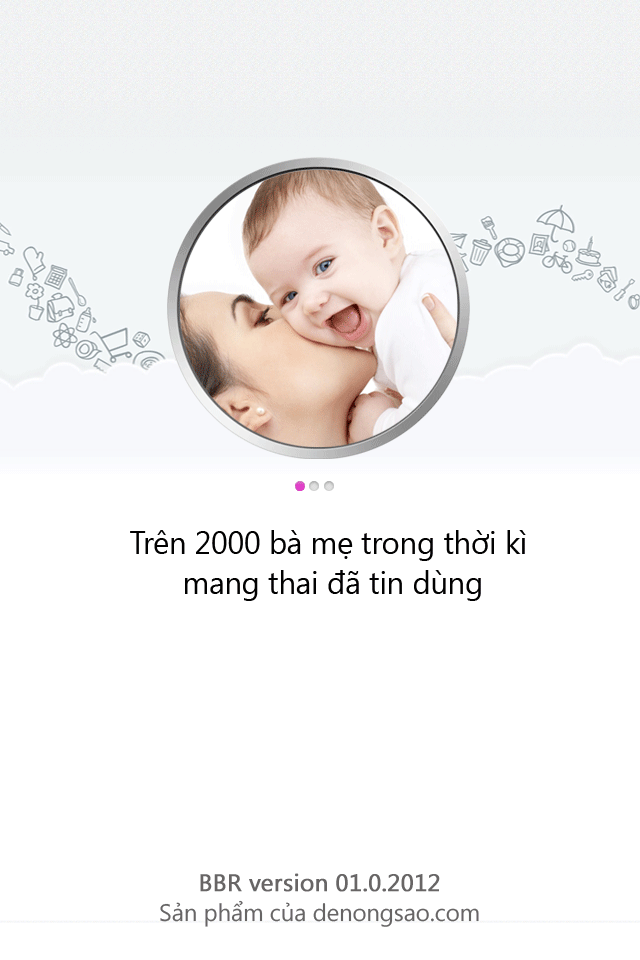 Trên 2000 bà mẹ trong thời kì
mang thai đã tin dùng
BBR version 01.0.2012
Sản phẩm của denongsao.com